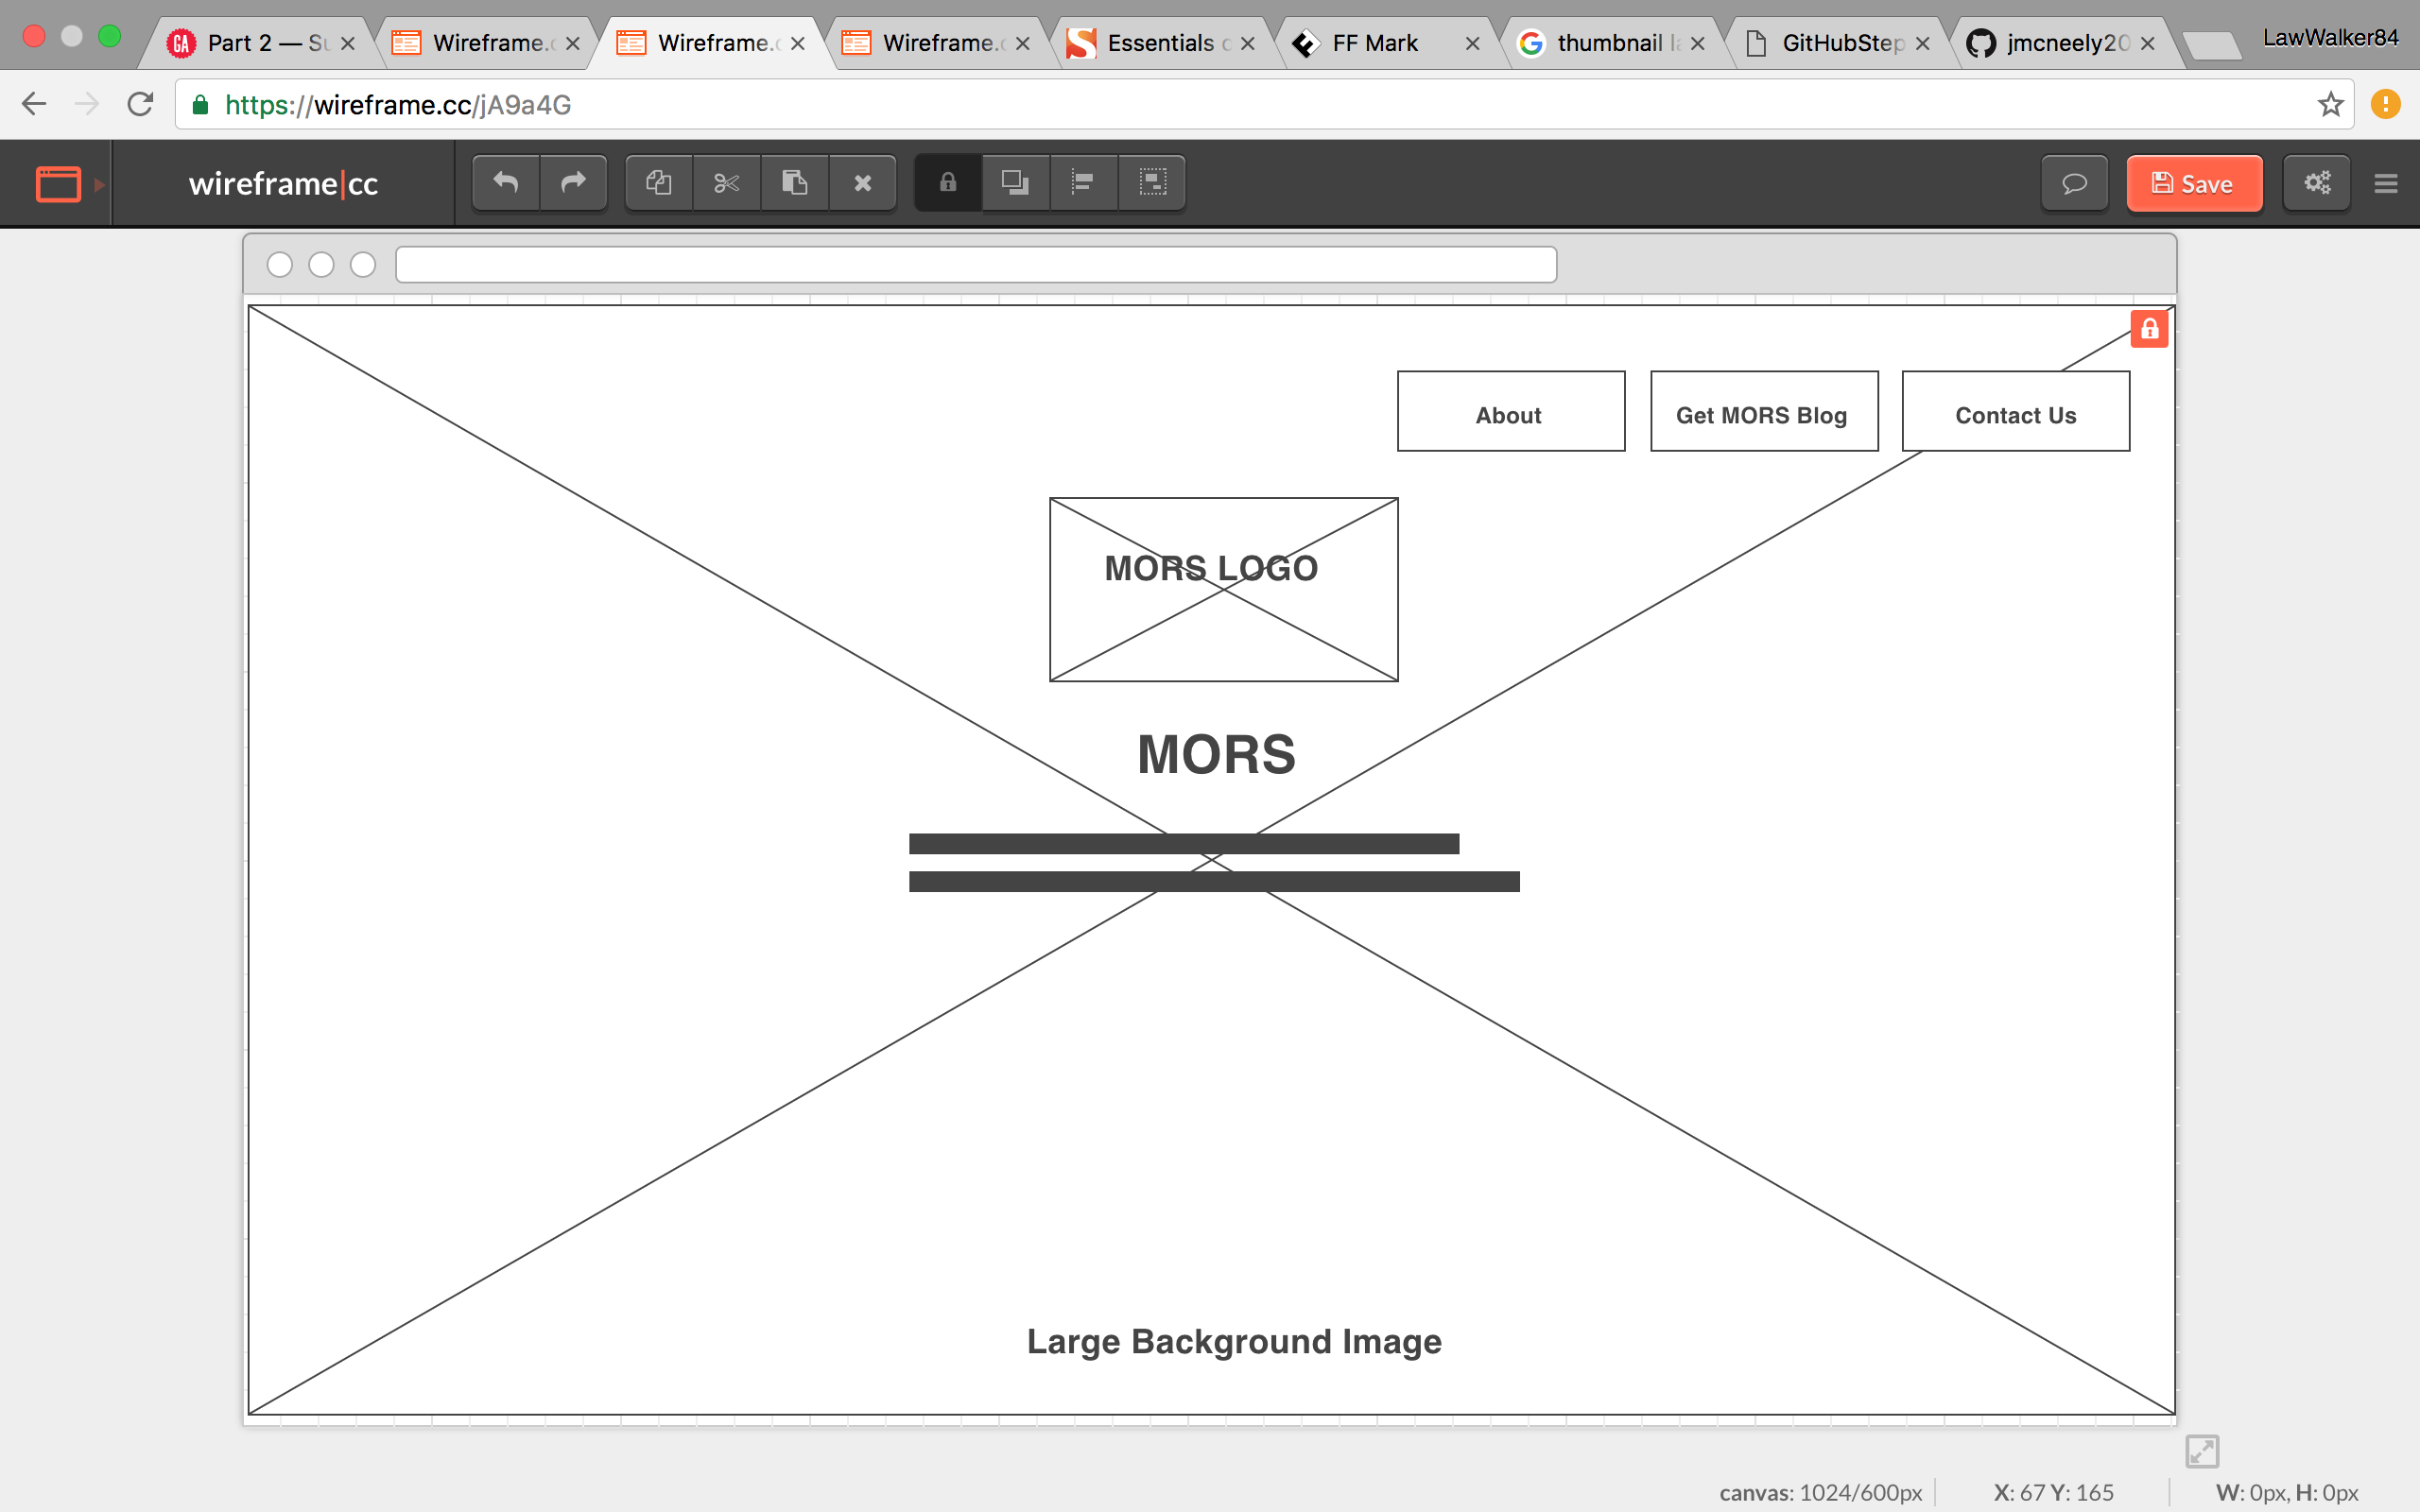 Part 2 — Su
Wireframe.c
Wireframe.c
Wireframe.c
Essentials o
FF Mark
thumbnail la
GitHubStep
jmcneely20
LawWalker84
https://wireframe.cc/jA9a4G
wireframe|cc
Save
About
Get MORS Blog
Contact Us
MORS LOGO
MORS
Large Background Image
canvas: 1024/600px
X: 67 Y: 165
W: 0px, H: 0px